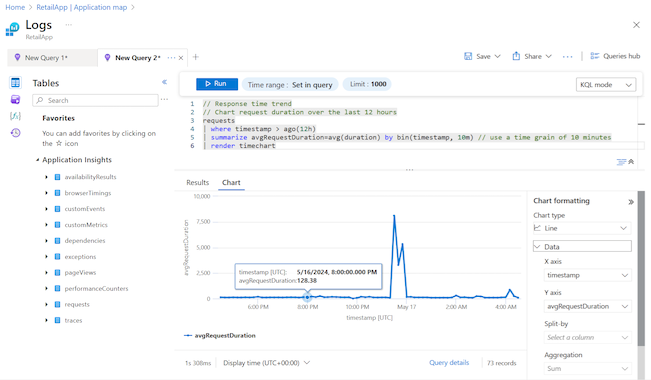 Home > RetailApp | Application map >
Logs
RetailApp
New Query 1*
New Query 2*
Save
Share
Queries hub
Tables
Search
Favorites
You can add favorites by clicking on
the ☆ icon
Application Insights
availabilityResults
browserTimings
customEvents
customMetrics
dependencies
exceptions
pageViews
performanceCounters
requests
traces
Run
Time range : Set in query
Limit : 1000
KQL mode
1 // Response time trend
2 // Chart request duration over the last 12 hours
3 requests
4 | where timestamp > ago(12h)
5 | summarize avgRequestDuration=avg(duration) by bin(timestamp, 10m) // use a time grain of 10 minutes
6 | render timechart
Results
Chart
10,000
7,500
5,000
2,500
0
avgRequestDuration
timestamp [UTC]: 5/16/2024, 8:00:00.000 PM
avgRequestDuration:128.38
6:00 PM
8:00 PM
10:00 PM
May 17
2:00 AM
4:00 AM
timestamp [UTC]
avgRequestDuration
1s 308ms
Display time (UTC+00:00)
Query details
73 records
Chart formatting
Chart type
Line
Data
X axis
timestamp
Y axis
avgRequestDuration
Split-by
Select a column
Aggregation
Sum